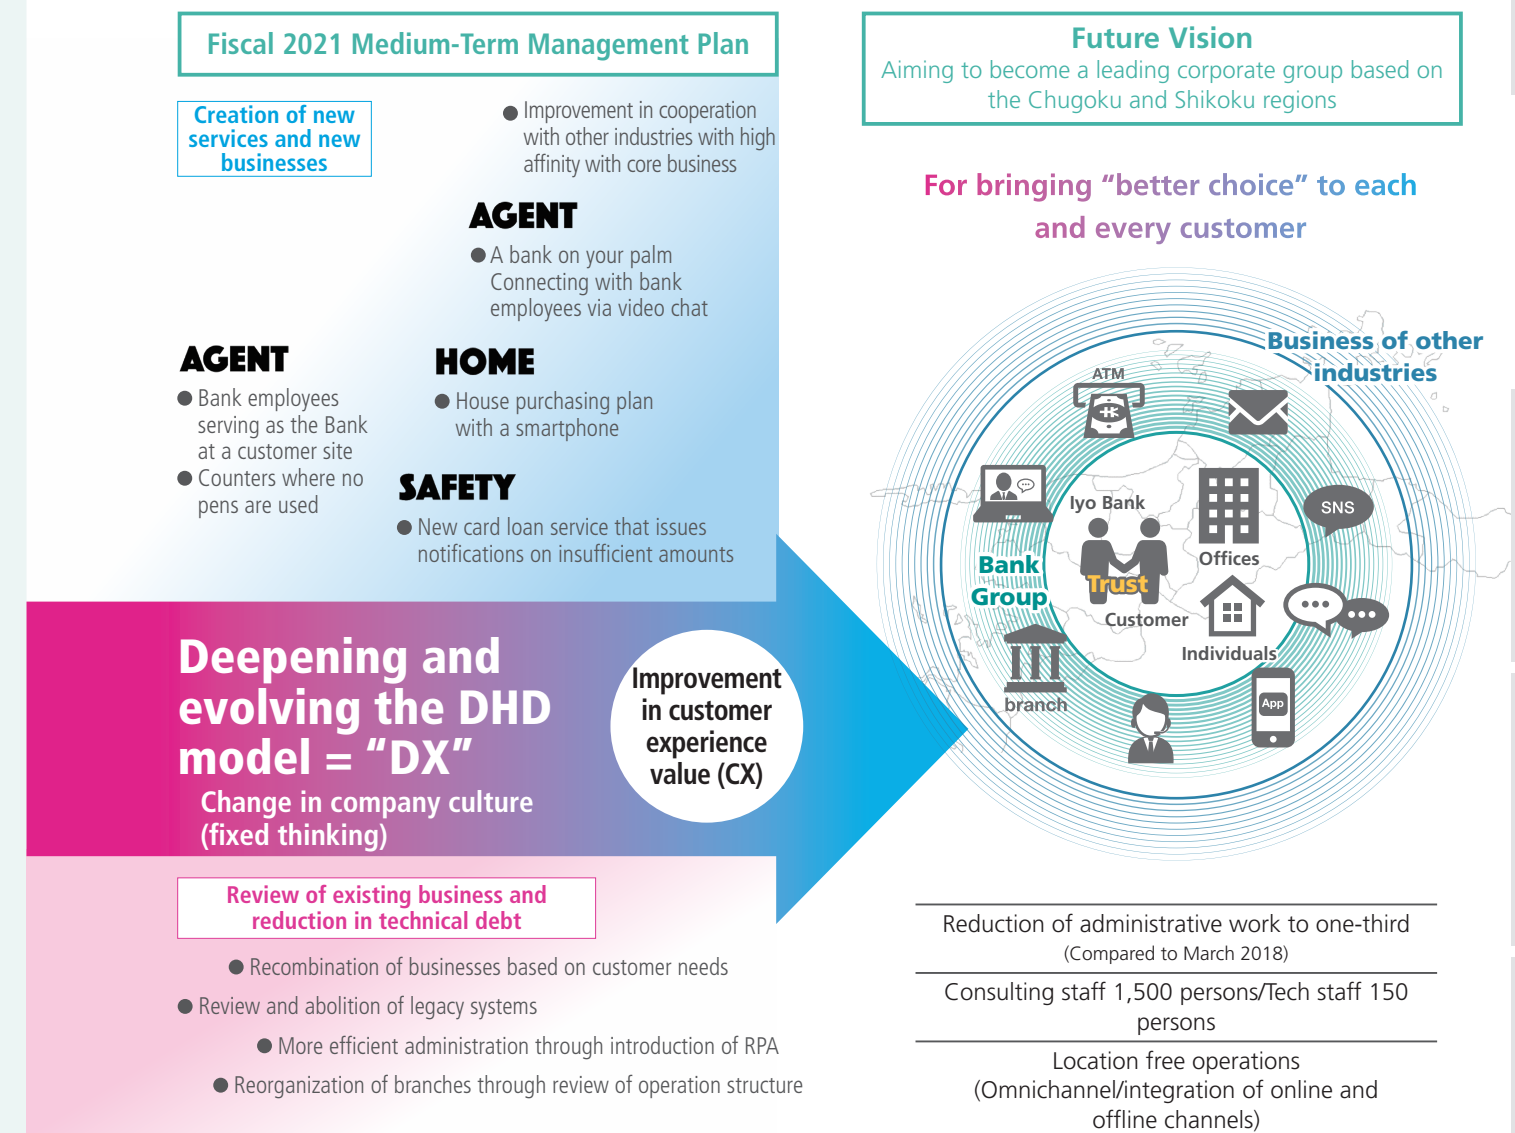 Fiscal 2021 Medium-Term Management Plan
Creation of new
services and new
businesses
● Improvement in cooperation
with other industries with high
affinity with core business
AGENT
● A bank on your palm
Connecting with bank
employees via video chat
AGENT
● Bank employees
serving as the Bank
at a customer site
● Counters where no
pens are used
HOME
● House purchasing plan
with a smartphone
SAFETY
● New card loan service that issues
notifications on insufficient amounts
Deepening and
evolving the DHD
model = “DX”
Change in company culture
(fixed thinking)
Improvement
in customer
experience
value (CX)
Review of existing business and
reduction in technical debt
● Recombination of businesses based on customer needs
● Review and abolition of legacy systems
● More efficient administration through introduction of RPA
● Reorganization of branches through review of operation structure
Future Vision
Aiming to become a leading corporate group based on
the Chugoku and Shikoku regions
For bringing “better choice” to each
and every customer
Business of other
industries
ATM
SNS
Iyo Bank
Offices
Bank
Group
Trust
Customer
Individuals
branch
App
Reduction of administrative work to one-third
(Compared to March 2018)
Consulting staff 1,500 persons/Tech staff 150
persons
Location free operations
(Omnichannel/integration of online and
offline channels)